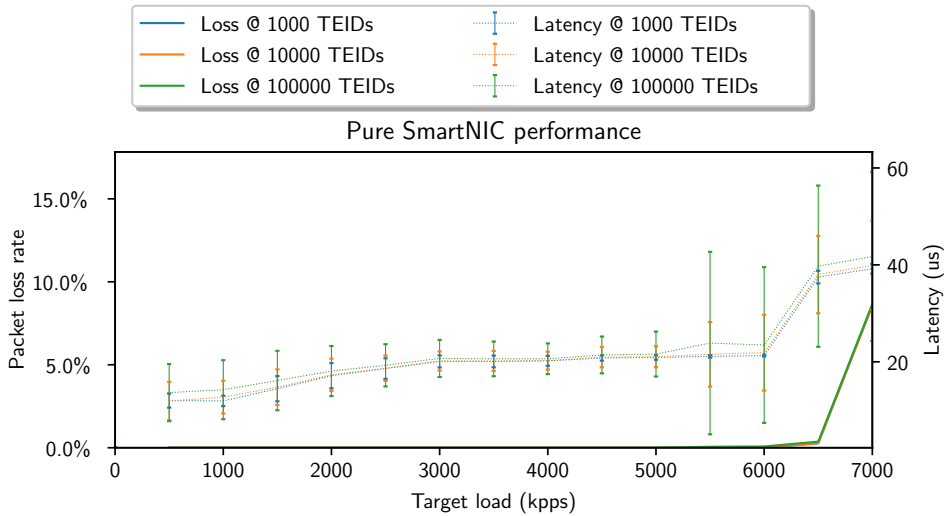 Loss @ 1000 TEIDs
Loss @ 10000 TEIDs
Loss @ 100000 TEIDs
Latency @ 1000 TEIDs
Latency @ 10000 TEIDs
Latency @ 100000 TEIDs
Pure SmartNIC performance
Packet loss rate
15.0%
10.0%
5.0%
0.0%
0 1000 2000 3000 4000 5000 6000 7000
Target load (kpps)
60
40
20
Latency (us)